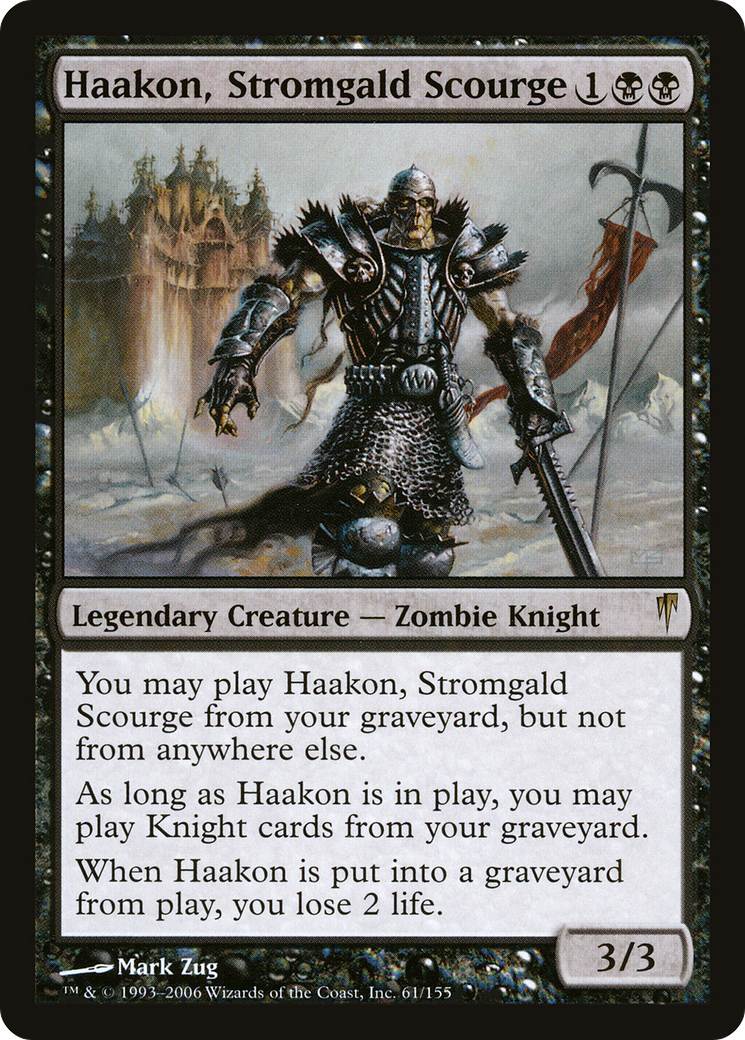 Haakon, Stromgald Scourge 1
Legendary Creature — Zombie Knight
You may play Haakon, Stromgald
Scourge from your graveyard, but not
from anywhere else.
As long as Haakon is in play, you may
play Knight cards from your graveyard.
When Haakon is put into a graveyard
from play, you lose 2 life.
3/3
Mark Zug
™ & © 1993–2006 Wizards of the Coast, Inc. 61/155